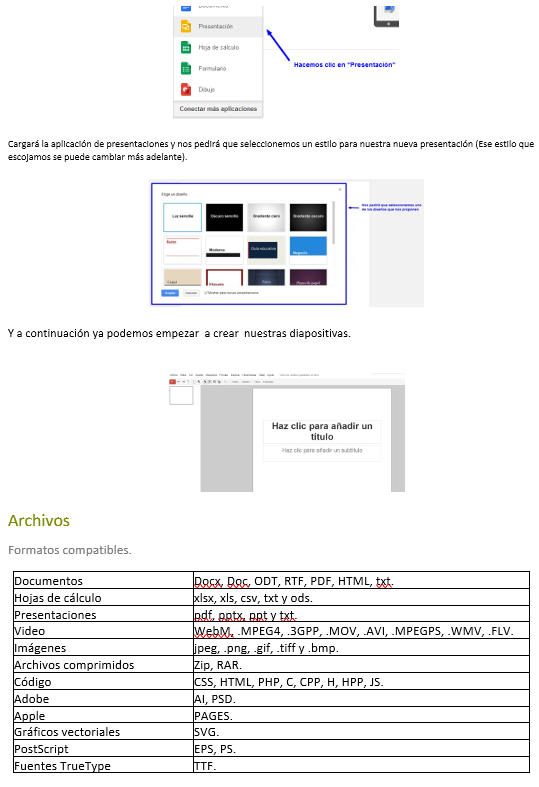 Presentación
Hoja de cálculo
Formulario
Dibujo
Conectar más aplicaciones
Hacemos clic en "Presentación"
Cargará la aplicación de presentaciones y nos pedirá que seleccionemos un estilo para nuestra nueva presentación (Ese estilo que
escojamos se puede cambiar más adelante).
Elige un diseño
Luz sencilla
Oscuro sencillo
Gradiente claro
Gradiente oscuro
Moderno
Guía educativa
Negocio
Nos pedirá que seleccionemos uno
de los diseños que nos proponen
Y a continuación ya podemos empezar a crear nuestras diapositivas.
Haz clic para añadir un
título
Haz clic para añadir un subtítulo
Archivos
Formatos compatibles.
Documentos Docx, Doc, ODT, RTF, PDF, HTML, txt.
Hojas de cálculo xlsx, xls, csv, txt y ods.
Presentaciones pdf, pptx, ppt y txt.
Video WebM, .MPEG4, .3GPP, .MOV, .AVI, .MPEGPS, .WMV, .FLV.
Imágenes jpeg, .png, .gif, .tiff y .bmp.
Archivos comprimidos Zip, RAR.
Código CSS, HTML, PHP, C, CPP, H, HPP, JS.
Adobe AI, PSD.
Apple PAGES.
Gráficos vectoriales SVG.
PostScript EPS, PS.
Fuentes TrueType TTF.